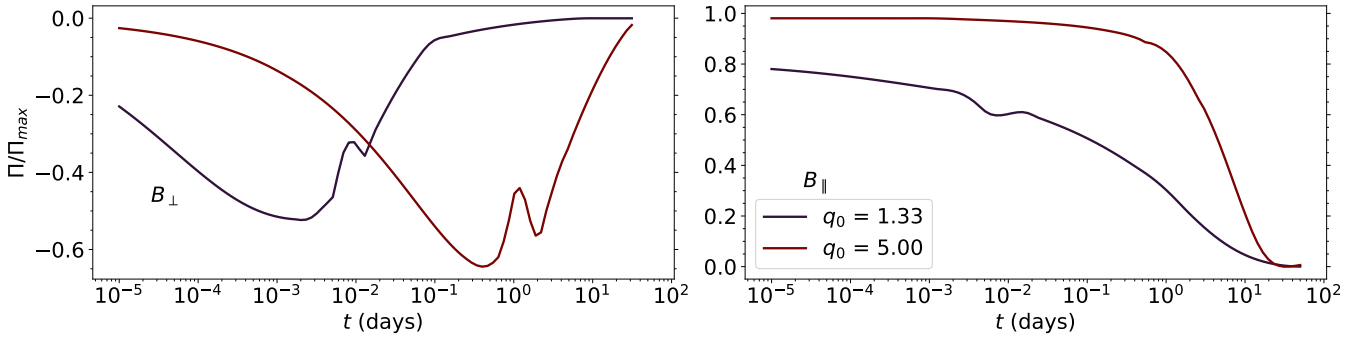 0.0
−0.2
−0.4
−0.6
Π/Π_max
B_⊥
10^−5 10^−4 10^−3 10^−2 10^−1 10^0 10^1 10^2
t (days)
1.0
0.8
0.6
0.4
0.2
0.0
B_∥
q_0 = 1.33
q_0 = 5.00
10^−5 10^−4 10^−3 10^−2 10^−1 10^0 10^1 10^2
t (days)